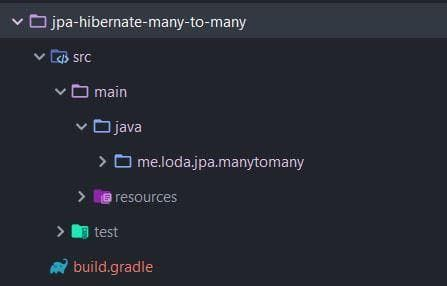 jpa-hibernate-many-to-many
src
main
java
me.loda.jpa.manytomany
resources
test
build.gradle